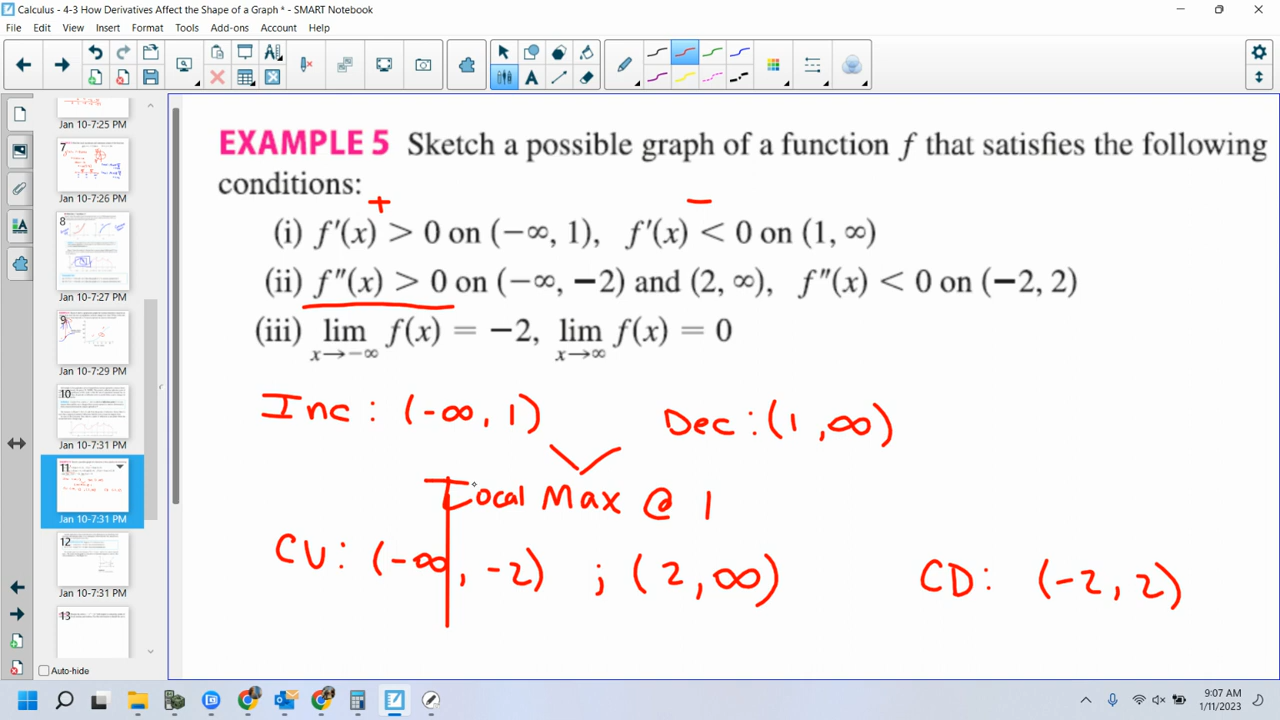 Calculus - 4-3 How Derivatives Affect the Shape of a Graph * - SMART Notebook
File Edit View Insert Format Tools Add-ons Account Help
Jan 10-7:25 PM
7
Jan 10-7:26 PM
8
Jan 10-7:27 PM
9
Jan 10-7:29 PM
10
Jan 10-7:31 PM
11
Jan 10-7:31 PM
12
Jan 10-7:31 PM
13
Auto-hide
EXAMPLE 5 Sketch a possible graph of a function f that satisfies the following
conditions:
+ −
(i) f′(x) > 0 on (−∞, 1), f′(x) < 0 on (1, ∞)
(ii) f″(x) > 0 on (−∞, −2) and (2, ∞), f″(x) < 0 on (−2, 2)
(iii) lim x→−∞ f(x) = −2, lim x→∞ f(x) = 0
Inc: (-∞, 1) Dec: (1, ∞)
Local Max @ 1
CU: (-∞, -2) ; (2, ∞) CD: (-2, 2)
9:07 AM
1/11/2023